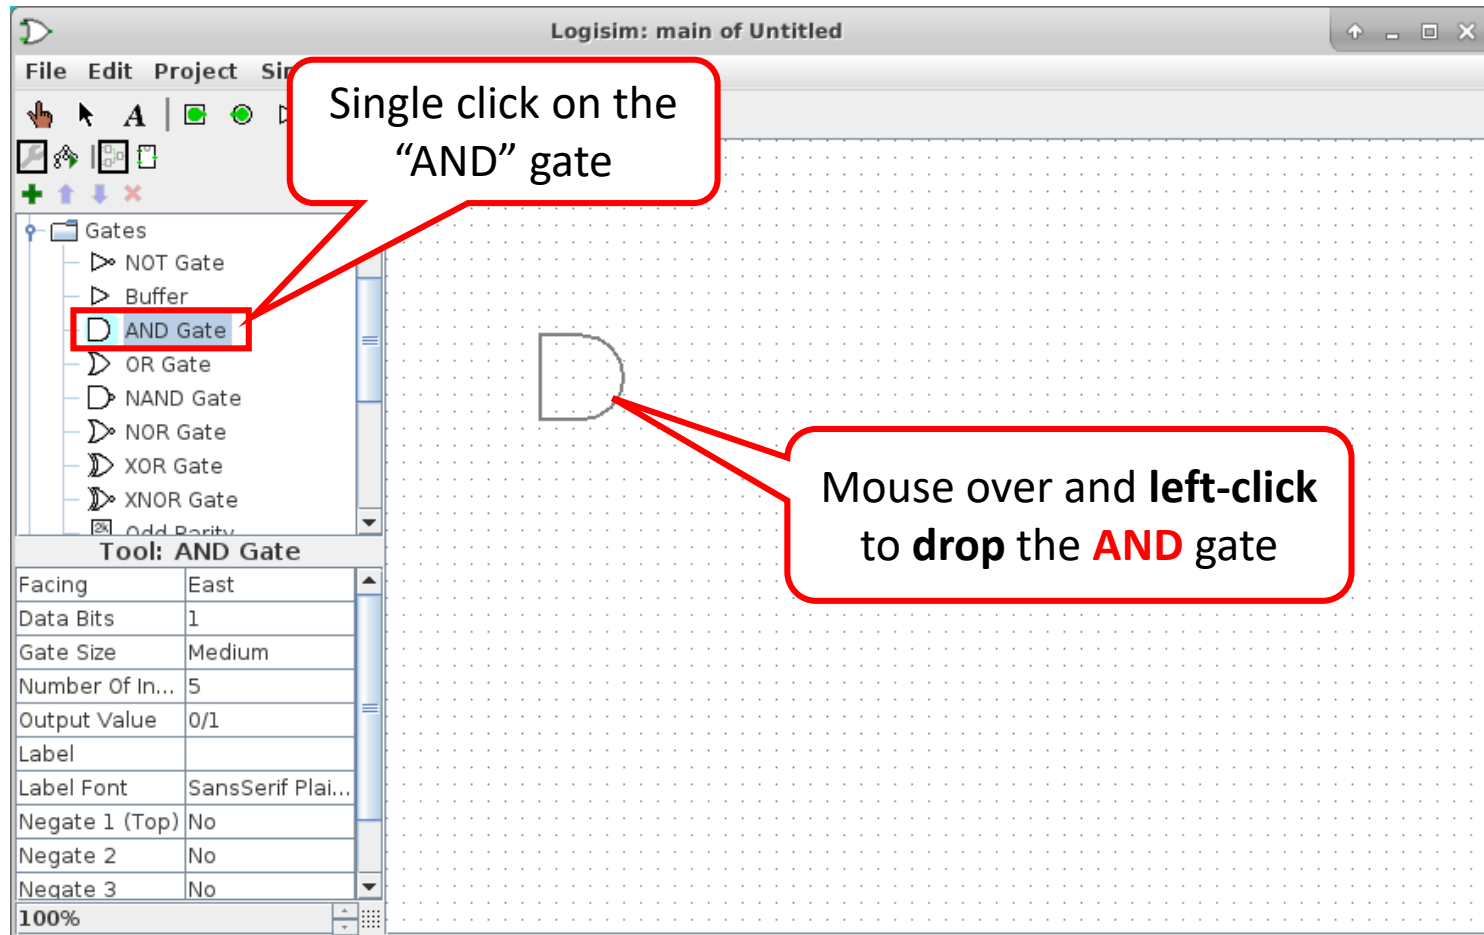 Logisim: main of Untitled
File Edit Project
Single click on the
“AND” gate
A
Gates
NOT Gate
Buffer
AND Gate
OR Gate
NAND Gate
NOR Gate
XOR Gate
XNOR Gate
Odd Parity
Mouse over and left-click
to drop the AND gate
Tool: AND Gate
Facing East
Data Bits 1
Gate Size Medium
Number Of In... 5
Output Value 0/1
Label
Label Font SansSerif Plai...
Negate 1 (Top) No
Negate 2 No
Negate 3 No
100%